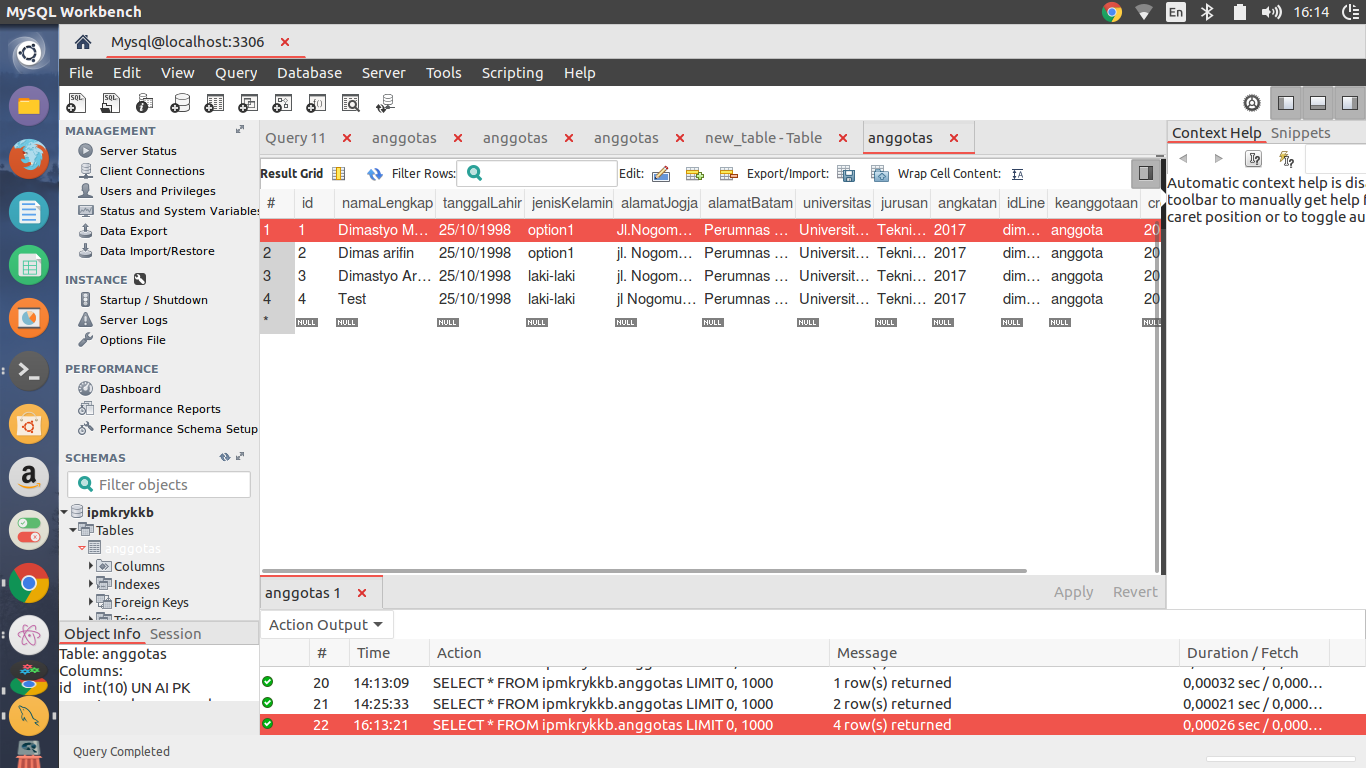 MySQL Workbench
En
16:14
Mysql@localhost:3306
File Edit View Query Database Server Tools Scripting Help
MANAGEMENT
Server Status
Client Connections
Users and Privileges
Status and System Variables
Data Export
Data Import/Restore
INSTANCE
Startup / Shutdown
Server Logs
Options File
PERFORMANCE
Dashboard
Performance Reports
Performance Schema Setup
SCHEMAS
Filter objects
ipmkrykkb
Tables
anggotas
Columns
Indexes
Foreign Keys
Triggers
Object Info Session
Table: anggotas
Columns:
id int(10) UN AI PK
Query 11 anggotas anggotas anggotas new_table - Table anggotas
Result Grid Filter Rows: Edit: Export/Import: Wrap Cell Content:
# id namaLengkap tanggalLahir jenisKelamin alamatJogja alamatBatam universitas jurusan angkatan idLine keanggotaan cr
1 1 Dimastyo M... 25/10/1998 option1 Jl.Nogom... Perumnas ... Universit... Tekni... 2017 dim... anggota 20
2 2 Dimas arifin 25/10/1998 option1 jl. Nogom... Perumnas ... Universit... Tekni... 2017 dim... anggota 20
3 3 Dimastyo Ar... 25/10/1998 laki-laki jl. Nogom... Perumnas ... Universit... Tekni... 2017 dim... anggota 20
4 4 Test 25/10/1998 laki-laki jl Nogomu... Perumnas ... Universit... Tekni... 2017 dim... anggota 20
* NULL NULL NULL NULL NULL NULL NULL NULL NULL NULL NULL NULL
anggotas 1
Apply Revert
Context Help Snippets
Automatic context help is disa
toolbar to manually get help f
caret position or to toggle au
Action Output
# Time Action Message Duration / Fetch
20 14:13:09 SELECT * FROM ipmkrykkb.anggotas LIMIT 0, 1000 1 row(s) returned 0,00032 sec / 0,000...
21 14:25:33 SELECT * FROM ipmkrykkb.anggotas LIMIT 0, 1000 2 row(s) returned 0,00021 sec / 0,000...
22 16:13:21 SELECT * FROM ipmkrykkb.anggotas LIMIT 0, 1000 4 row(s) returned 0,00026 sec / 0,000...
Query Completed